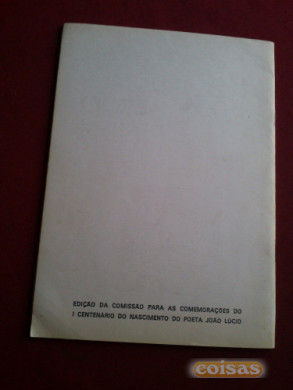 EDIÇÃO DA COMISSÃO PARA AS COMEMORAÇÕES DO
I CENTENÁRIO DO NASCIMENTO DO POETA JOÃO LÚCIO
coisas